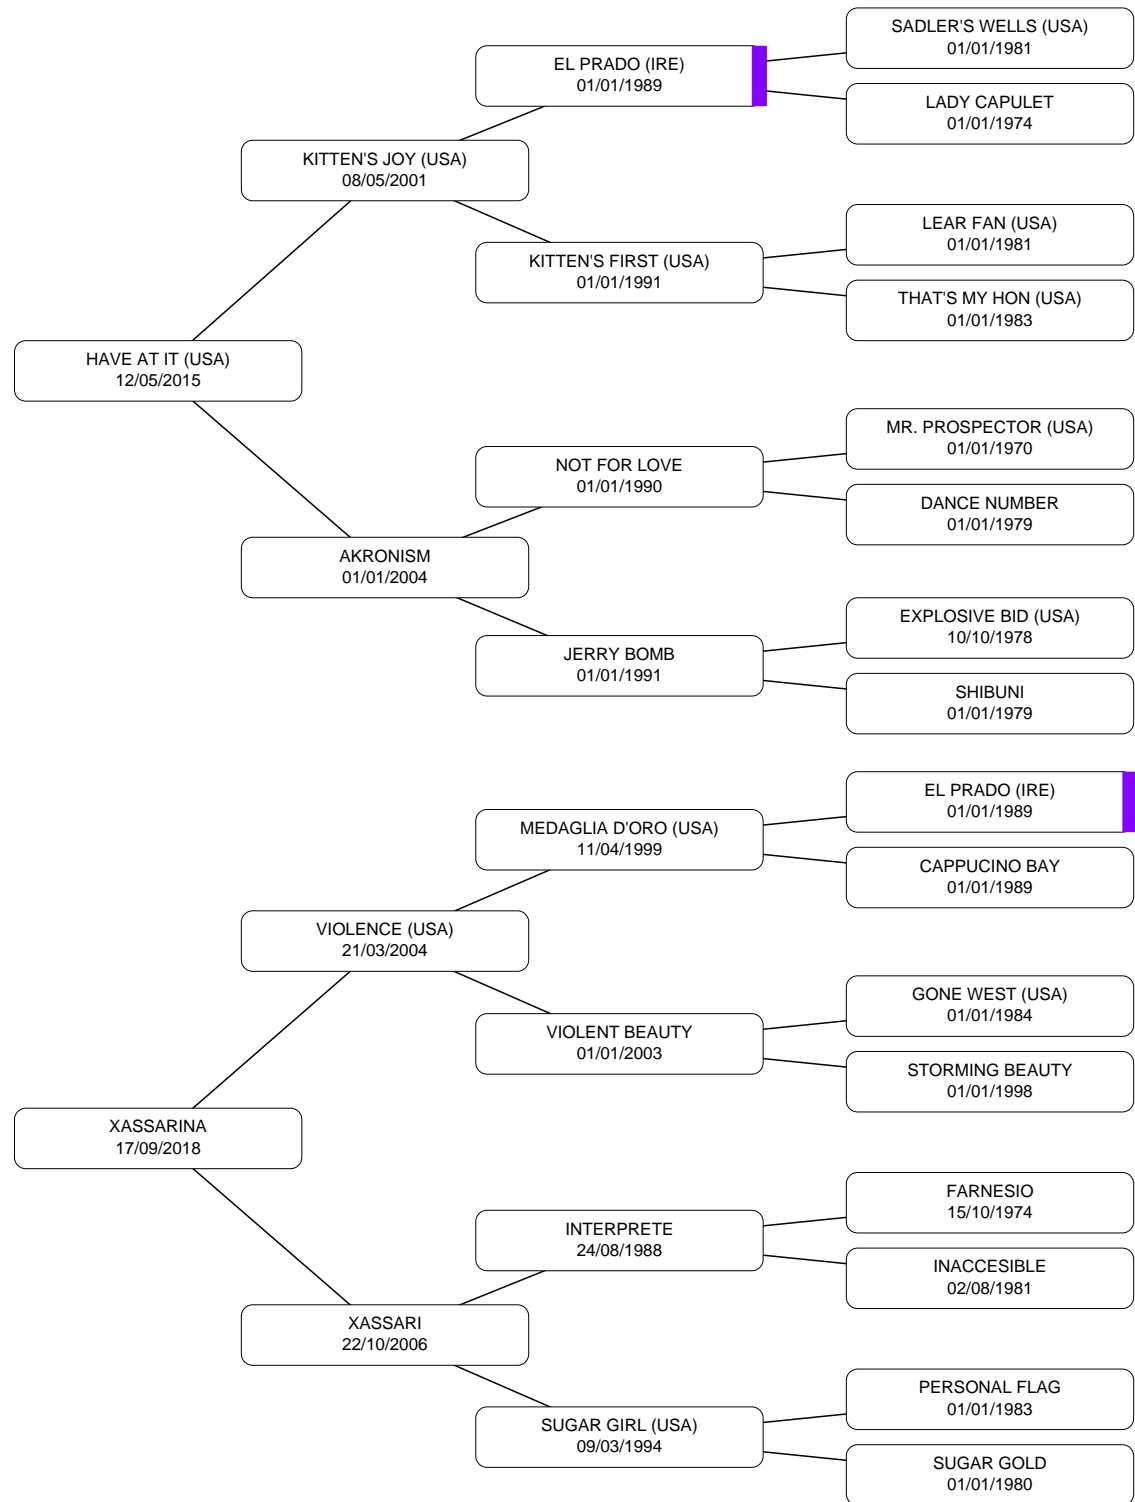 SADLER'S WELLS (USA)
01/01/1981
EL PRADO (IRE)
01/01/1989
LADY CAPULET
01/01/1974
KITTEN'S JOY (USA)
08/05/2001
LEAR FAN (USA)
01/01/1981
KITTEN'S FIRST (USA)
01/01/1991
THAT'S MY HON (USA)
01/01/1983
HAVE AT IT (USA)
12/05/2015
MR. PROSPECTOR (USA)
01/01/1970
NOT FOR LOVE
01/01/1990
DANCE NUMBER
01/01/1979
AKRONISM
01/01/2004
EXPLOSIVE BID (USA)
10/10/1978
JERRY BOMB
01/01/1991
SHIBUNI
01/01/1979
EL PRADO (IRE)
01/01/1989
MEDAGLIA D'ORO (USA)
11/04/1999
CAPPUCINO BAY
01/01/1989
VIOLENCE (USA)
21/03/2004
GONE WEST (USA)
01/01/1984
VIOLENT BEAUTY
01/01/2003
STORMING BEAUTY
01/01/1998
XASSARINA
17/09/2018
FARNESIO
15/10/1974
INTERPRETE
24/08/1988
INACCESIBLE
02/08/1981
XASSARI
22/10/2006
PERSONAL FLAG
01/01/1983
SUGAR GIRL (USA)
09/03/1994
SUGAR GOLD
01/01/1980